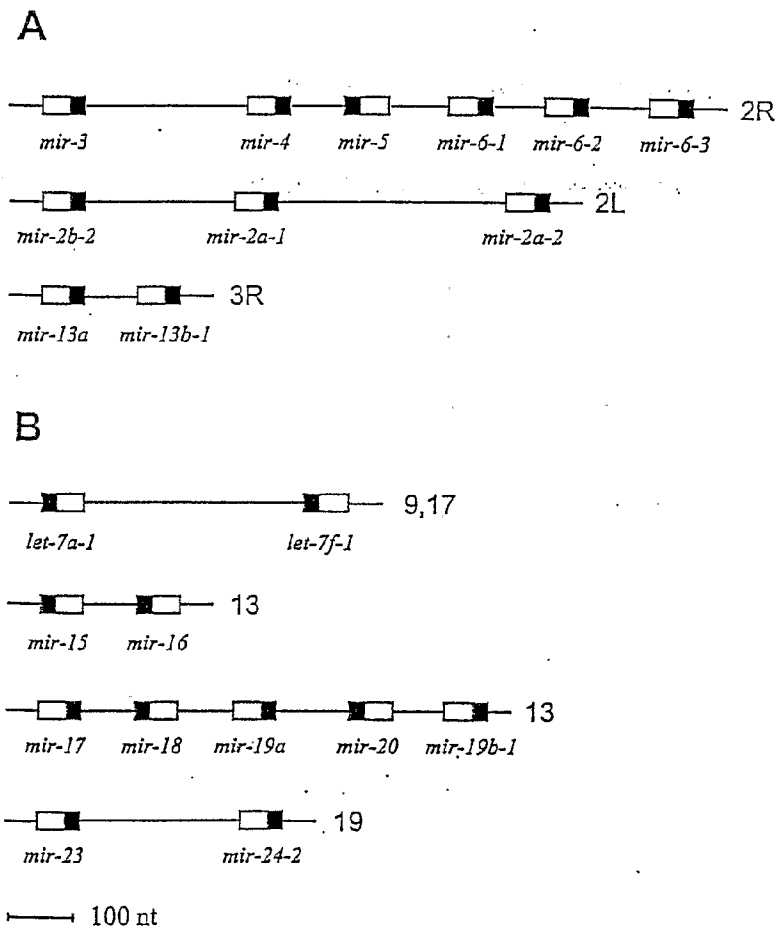 A
2R
mir-3 mir-4 mir-5 mir-6-1 mir-6-2 mir-6-3
2L
mir-2b-2 mir-2a-1 mir-2a-2
3R
mir-13a mir-13b-1
B
9,17
let-7a-1 let-7f-1
13
mir-15 mir-16
13
mir-17 mir-18 mir-19a mir-20 mir-19b-1
19
mir-23 mir-24-2
100 nt